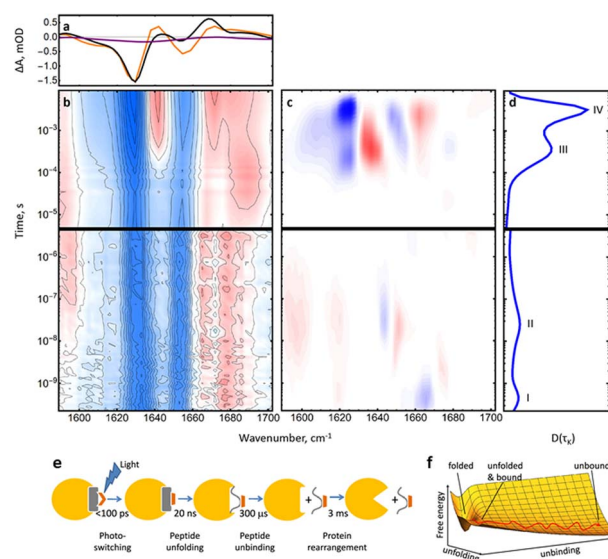 a
ΔA, mOD
0.5
0.0
-0.5
-1.0
-1.5
b
c
d
10⁻³
10⁻⁴
10⁻⁵
10⁻⁶
10⁻⁷
10⁻⁸
10⁻⁹
Time, s
IV
III
II
I
1600 1620 1640 1660 1680 1700
1600 1620 1640 1660 1680 1700
Wavenumber, cm⁻¹
D(τK)
e
Light
<100 ps
20 ns
300 µs
3 ms
+
+
Photo-
switching
Peptide
unfolding
Peptide
unbinding
Protein
rearrangement
f
folded
unfolded
& bound
unbound
Free energy
unfolding
unbinding